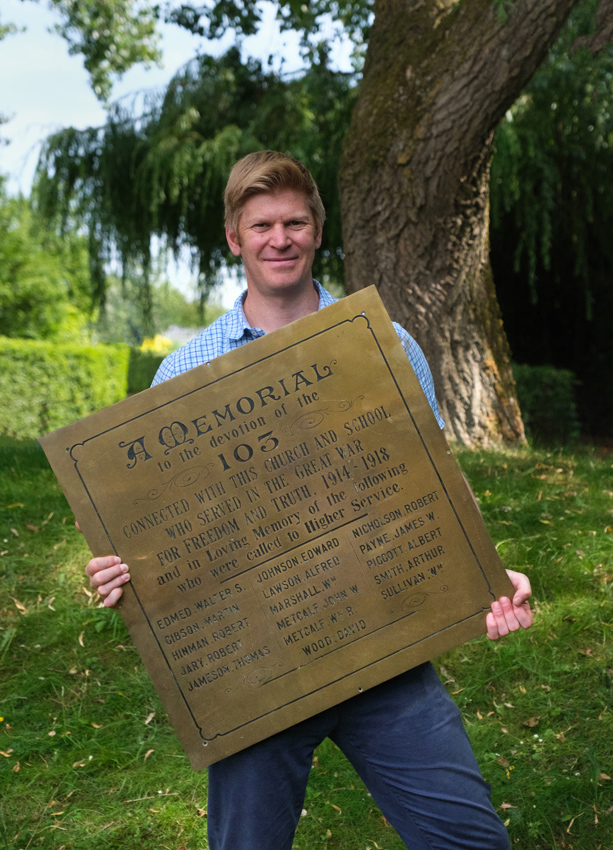 A MEMORIAL
to the devotion of the
103
CONNECTED WITH THIS CHURCH AND SCHOOL
WHO SERVED IN THE GREAT WAR
FOR FREEDOM AND TRUTH, 1914-1918
and in Loving Memory of the following
who were called to Higher Service.
EDMED WALTER S.
GIBSON MARTIN
HINMAN ROBERT
JARY ROBERT
JAMESON THOMAS
JOHNSON EDWARD
LAWSON ALFRED
MARSHALL Wᴹ
METCALF JOHN W
METCALF Wᴹ R.
WOOD DAVID
NICHOLSON ROBERT
PAYNE JAMES W
PIGGOTT ALBERT
SMITH ARTHUR
SULLIVAN Wᴹ